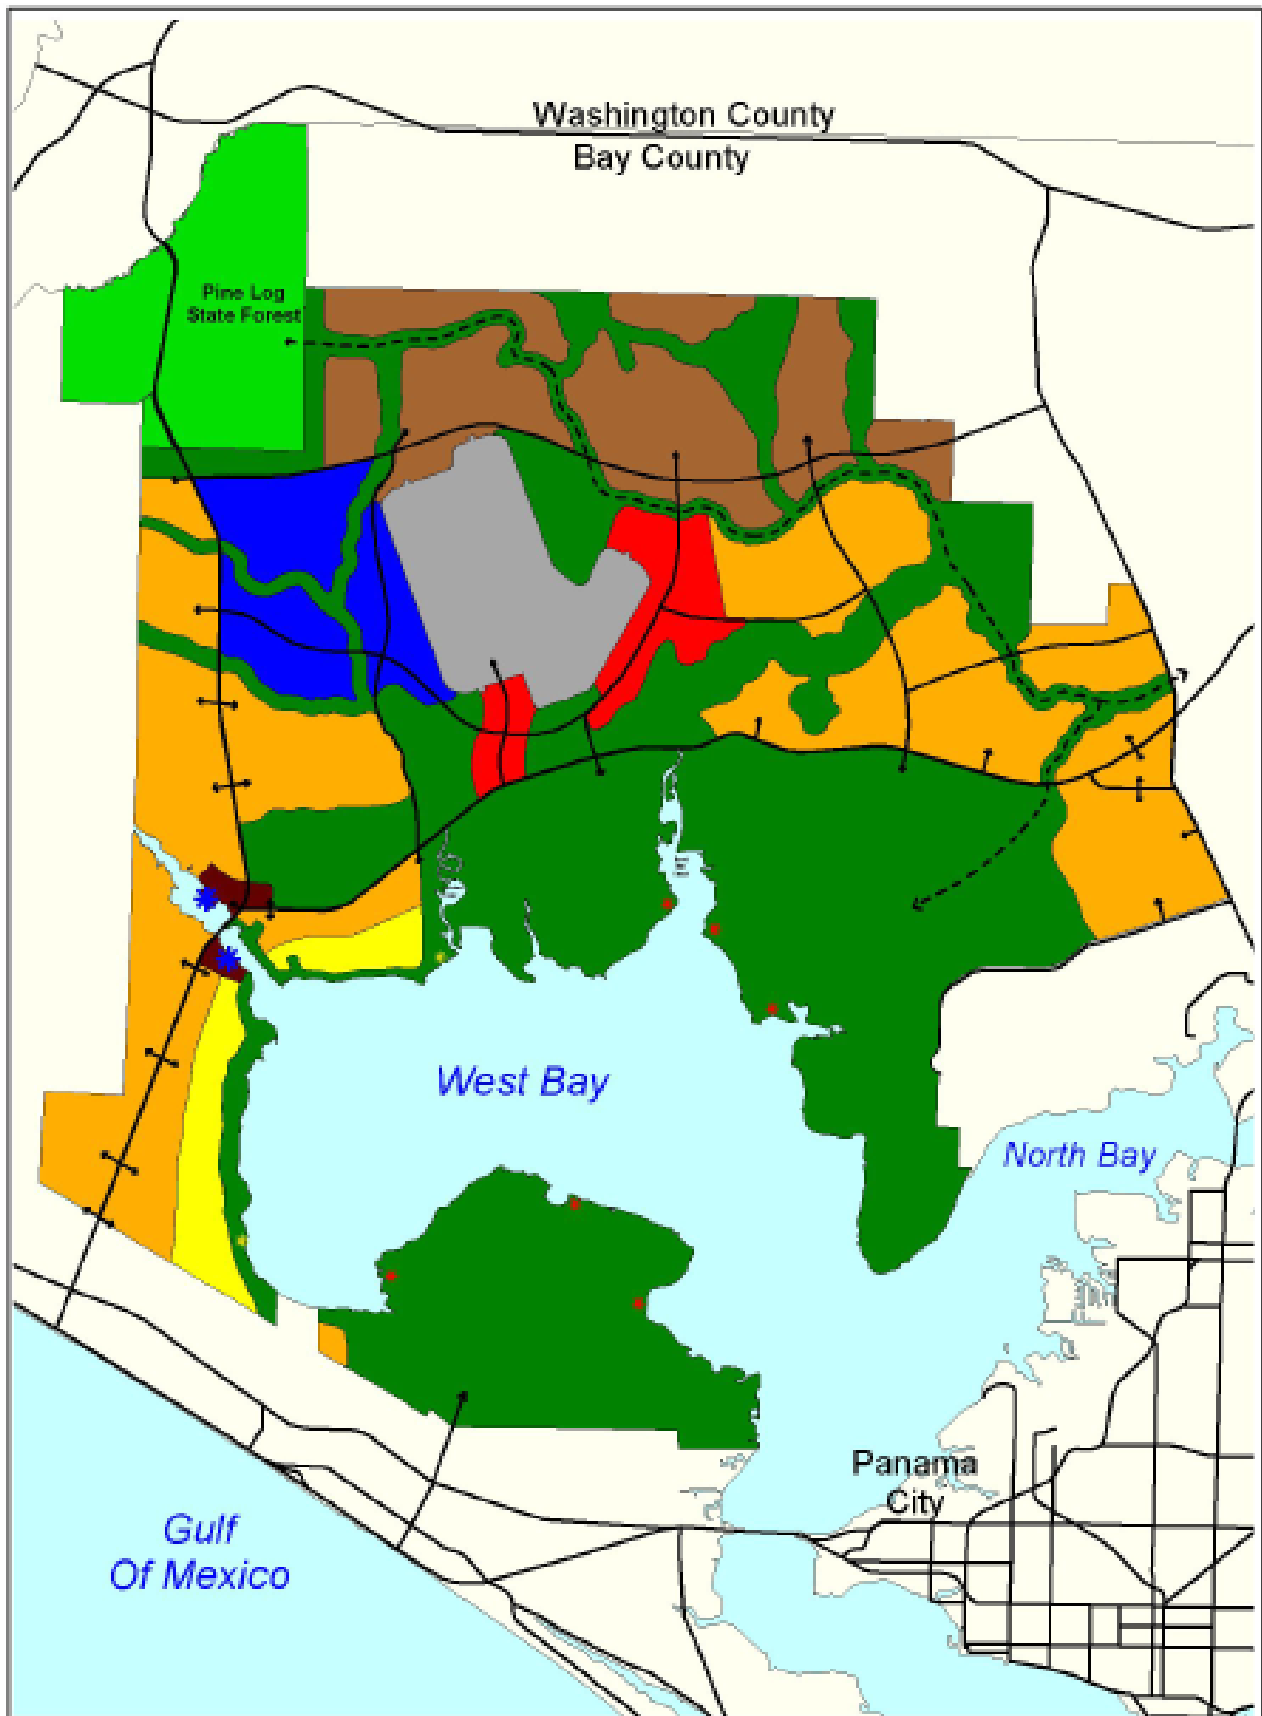 Washington County
Bay County
Pine Log
State Forest
West Bay
North Bay
Panama
City
Gulf
Of Mexico